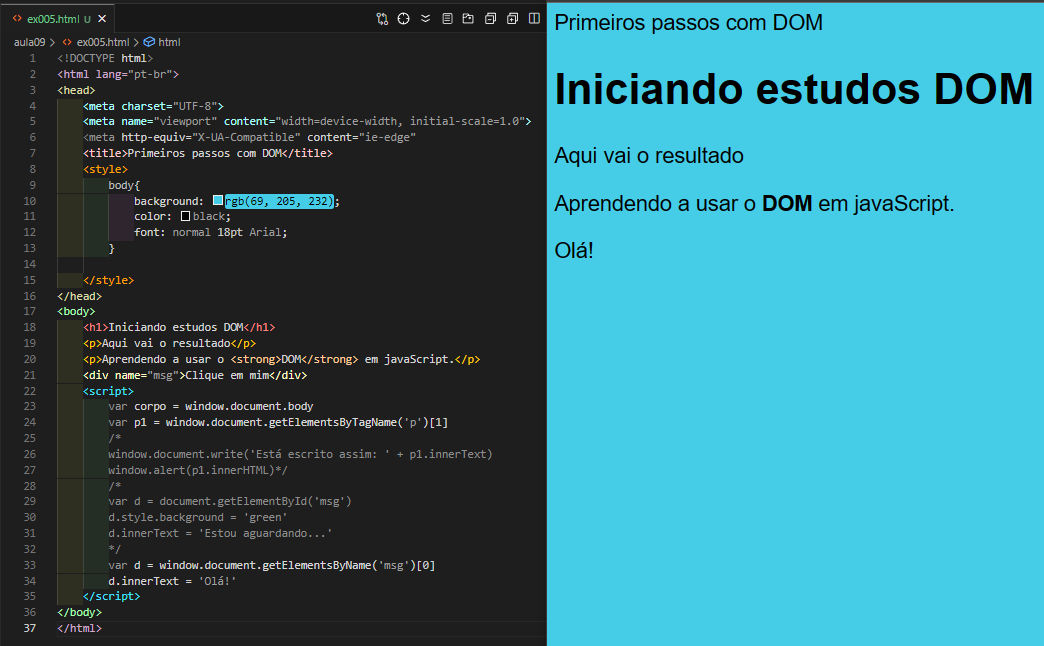 ex005.html U
aula09 > ex005.html > html
1 <!DOCTYPE html>
2 <html lang="pt-br">
3 <head>
4 <meta charset="UTF-8">
5 <meta name="viewport" content="width=device-width, initial-scale=1.0">
6 <meta http-equiv="X-UA-Compatible" content="ie-edge"
7 <title>Primeiros passos com DOM</title>
8 <style>
9 body{
10 background: rgb(69, 205, 232);
11 color: black;
12 font: normal 18pt Arial;
13 }
14
15 </style>
16 </head>
17 <body>
18 <h1>Iniciando estudos DOM</h1>
19 <p>Aqui vai o resultado</p>
20 <p>Aprendendo a usar o <strong>DOM</strong> em javaScript.</p>
21 <div name="msg">Clique em mim</div>
22 <script>
23 var corpo = window.document.body
24 var p1 = window.document.getElementsByTagName('p')[1]
25 /*
26 window.document.write('Está escrito assim: ' + p1.innerText)
27 window.alert(p1.innerHTML)*/
28 /*
29 var d = document.getElementById('msg')
30 d.style.background = 'green'
31 d.innerText = 'Estou aguardando...'
32 */
33 var d = window.document.getElementsByName('msg')[0]
34 d.innerText = 'Olá!'
35 </script>
36 </body>
37 </html>
Primeiros passos com DOM
Iniciando estudos DOM
Aqui vai o resultado
Aprendendo a usar o DOM em javaScript.
Olá!